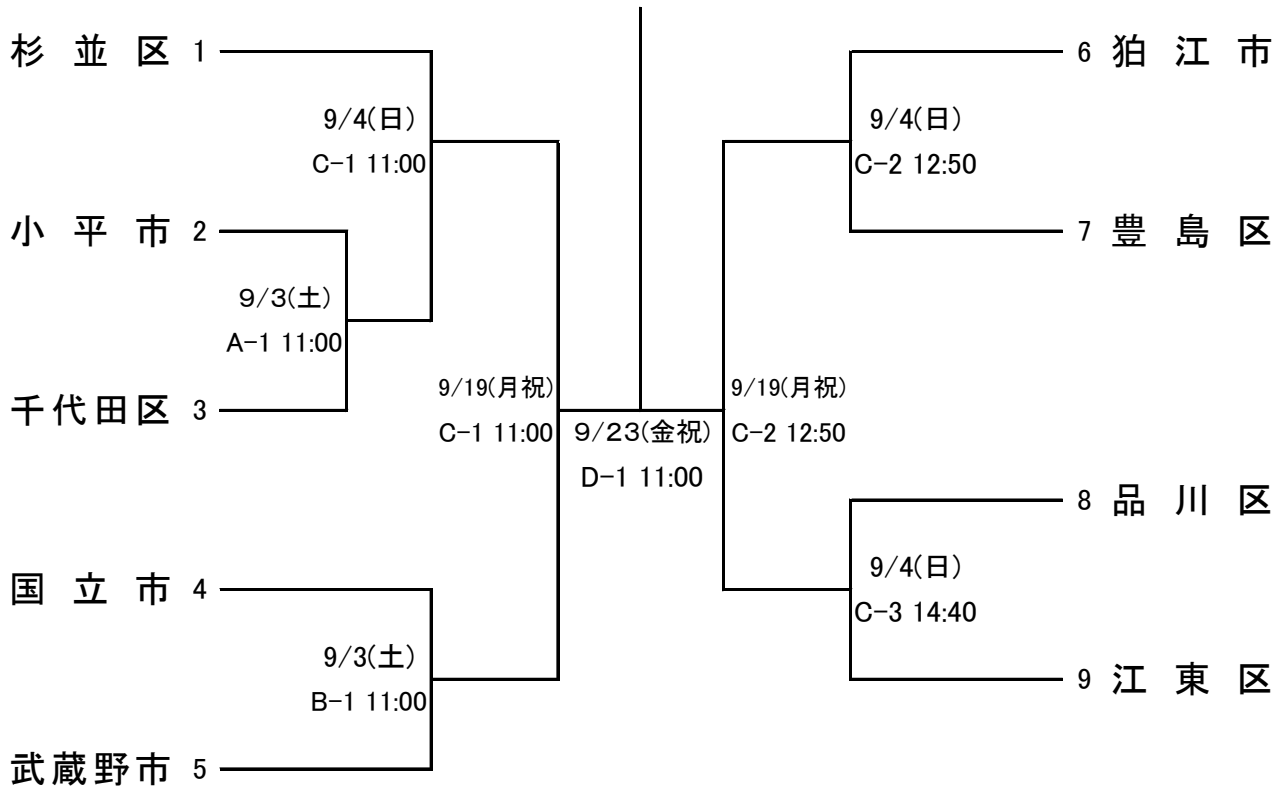 杉並区 1
9/4(日)
C-1 11:00
小平市 2
9/3(土)
A-1 11:00
千代田区 3
9/19(月祝)
C-1 11:00
国立市 4
9/3(土)
B-1 11:00
武蔵野市 5
9/23(金祝)
D-1 11:00
6 狛江市
9/4(日)
C-2 12:50
7 豊島区
9/19(月祝)
C-2 12:50
8 品川区
9/4(日)
C-3 14:40
9 江東区